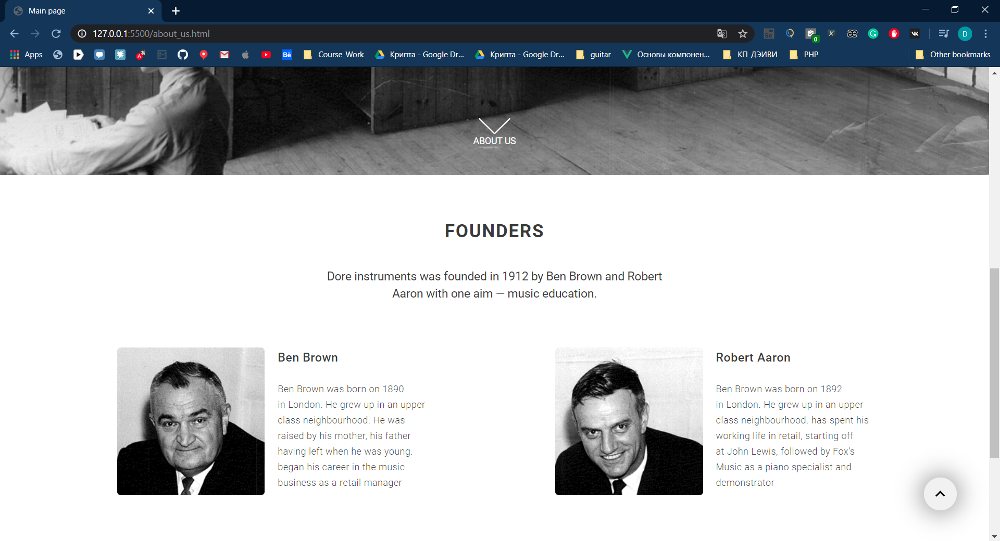 Main page
127.0.0.1:5500/about_us.html
Se
0
æ
VK
D
Apps
Bē
Course_Work
Крипта - Google Dr...
Крипта - Google Dr...
guitar
Основы компонен...
КП_ДЭИВИ
PHP
Other bookmarks
ABOUT US
FOUNDERS
Dore instruments was founded in 1912 by Ben Brown and Robert
Aaron with one aim — music education.
Ben Brown
Ben Brown was born on 1890
in London. He grew up in an upper
class neighbourhood. He was
raised by his mother, his father
having left when he was young.
began his career in the music
business as a retail manager
Robert Aaron
Ben Brown was born on 1892
in London. He grew up in an upper
class neighbourhood. has spent his
working life in retail, starting off
at John Lewis, followed by Fox’s
Music as a piano specialist and
demonstrator